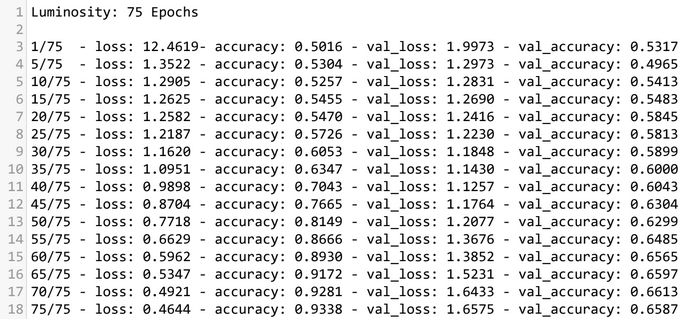 1 Luminosity: 75 Epochs
2
3 1/75  - loss: 12.4619- accuracy: 0.5016 - val_loss: 1.9973 - val_accuracy: 0.5317
4 5/75  - loss: 1.3522 - accuracy: 0.5304 - val_loss: 1.2973 - val_accuracy: 0.4965
5 10/75 - loss: 1.2905 - accuracy: 0.5257 - val_loss: 1.2831 - val_accuracy: 0.5413
6 15/75 - loss: 1.2625 - accuracy: 0.5455 - val_loss: 1.2690 - val_accuracy: 0.5483
7 20/75 - loss: 1.2582 - accuracy: 0.5470 - val_loss: 1.2416 - val_accuracy: 0.5845
8 25/75 - loss: 1.2187 - accuracy: 0.5726 - val_loss: 1.2230 - val_accuracy: 0.5813
9 30/75 - loss: 1.1620 - accuracy: 0.6053 - val_loss: 1.1848 - val_accuracy: 0.5899
10 35/75 - loss: 1.0951 - accuracy: 0.6347 - val_loss: 1.1430 - val_accuracy: 0.6000
11 40/75 - loss: 0.9898 - accuracy: 0.7043 - val_loss: 1.1257 - val_accuracy: 0.6043
12 45/75 - loss: 0.8704 - accuracy: 0.7665 - val_loss: 1.1764 - val_accuracy: 0.6304
13 50/75 - loss: 0.7718 - accuracy: 0.8149 - val_loss: 1.2077 - val_accuracy: 0.6299
14 55/75 - loss: 0.6629 - accuracy: 0.8666 - val_loss: 1.3676 - val_accuracy: 0.6485
15 60/75 - loss: 0.5962 - accuracy: 0.8930 - val_loss: 1.3852 - val_accuracy: 0.6565
16 65/75 - loss: 0.5347 - accuracy: 0.9172 - val_loss: 1.5231 - val_accuracy: 0.6597
17 70/75 - loss: 0.4921 - accuracy: 0.9281 - val_loss: 1.6433 - val_accuracy: 0.6613
18 75/75 - loss: 0.4644 - accuracy: 0.9338 - val_loss: 1.6575 - val_accuracy: 0.6587